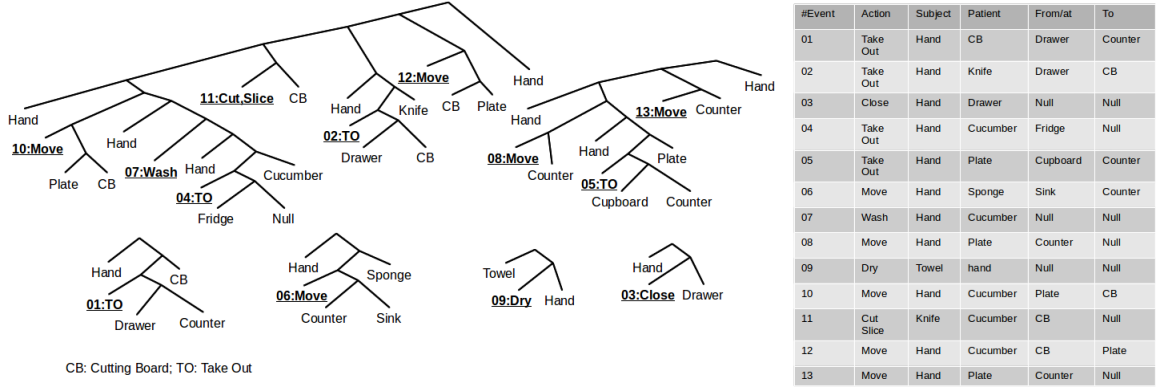 Hand
11:Cut,Slice CB
12:Move
CB Plate
Hand
Hand Knife
02:TO
Drawer CB
Hand
10:Move
Plate CB
Hand
07:Wash Hand
Cucumber
04:TO
Fridge Null
Hand
13:Move Counter
Hand
08:Move
Counter
Hand Plate
05:TO
Cupboard Counter
Hand CB
01:TO
Drawer Counter
Hand Sponge
06:Move
Counter Sink
Towel
09:Dry Hand
Hand
03:Close Drawer
CB: Cutting Board; TO: Take Out
#Event Action Subject Patient From/at To
01 Take Out Hand CB Drawer Counter
02 Take Out Hand Knife Drawer CB
03 Close Hand Drawer Null Null
04 Take Out Hand Cucumber Fridge Null
05 Take Out Hand Plate Cupboard Counter
06 Move Hand Sponge Sink Counter
07 Wash Hand Cucumber Null Null
08 Move Hand Plate Counter Null
09 Dry Towel hand Null Null
10 Move Hand Cucumber Plate CB
11 Cut Slice Knife Cucumber CB Null
12 Move Hand Cucumber CB Plate
13 Move Hand Plate Counter Null